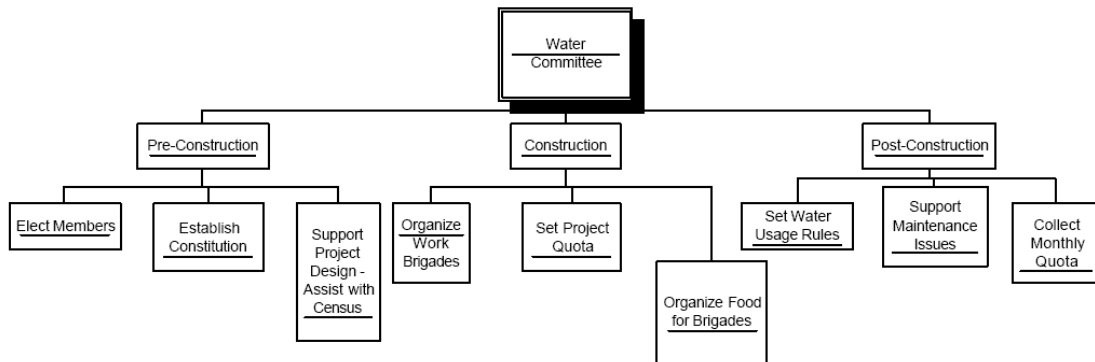 Water
Committee
Pre-Construction
Construction
Post-Construction
Elect Members
Establish
Constitution
Support
Project
Design -
Assist with
Census
Organize
Work
Brigades
Set Project
Quota
Organize Food
for Brigades
Set Water
Usage Rules
Support
Maintenance
Issues
Collect
Monthly
Quota